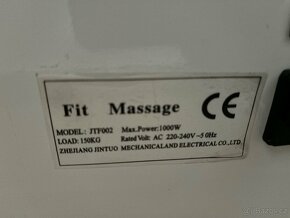 Fit Massage CE
MODEL: JTF002 Max.Power:1000W
LOAD: 150KG Rated Volt: AC 220-240V~50Hz
ZHEJIANG JINTUO MECHANICALAND ELECTRICAL CO.,LTD.